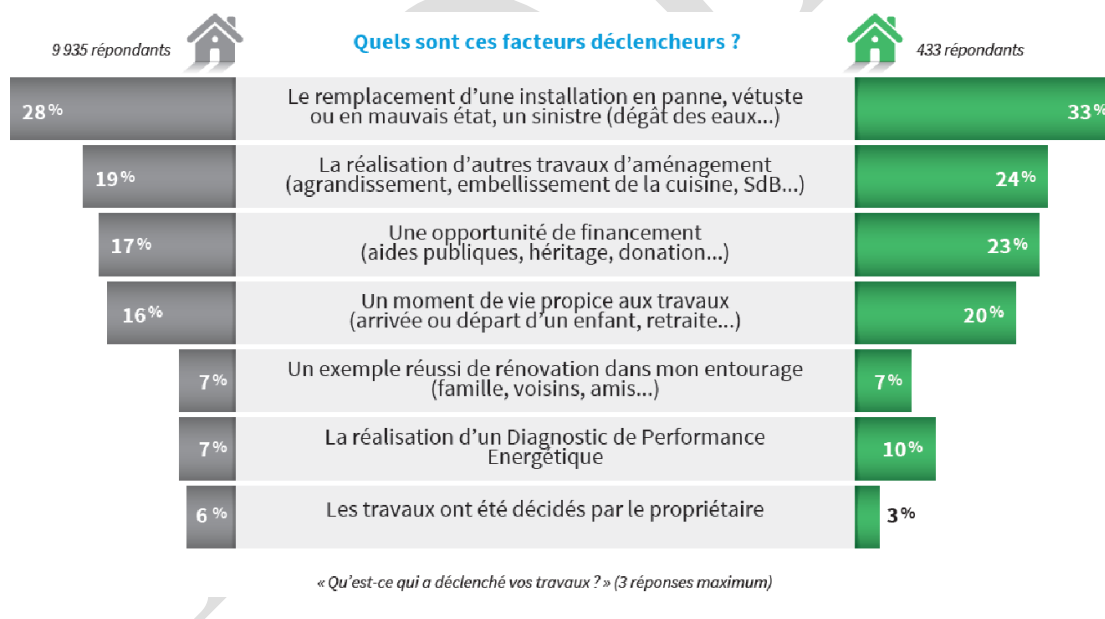 9 935 répondants
Quels sont ces facteurs déclencheurs ?
433 répondants
28%
Le remplacement d'une installation en panne, vétuste
ou en mauvais état, un sinistre (dégât des eaux...)
33%
19%
La réalisation d'autres travaux d'aménagement
(agrandissement, embellissement de la cuisine, SdB...)
24%
17%
Une opportunité de financement
(aides publiques, héritage, donation...)
23%
16%
Un moment de vie propice aux travaux
(arrivée ou départ d'un enfant, retraite...)
20%
7%
Un exemple réussi de rénovation dans mon entourage
(famille, voisins, amis...)
7%
7%
La réalisation d'un Diagnostic de Performance
Energétique
10%
6%
Les travaux ont été décidés par le propriétaire
3%
« Qu'est-ce qui a déclenché vos travaux ? » (3 réponses maximum)